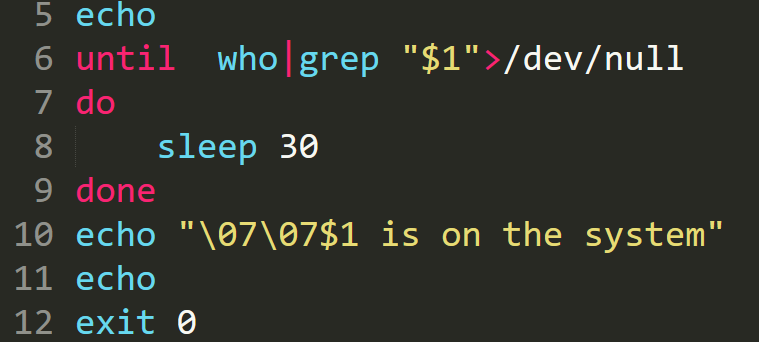 5 echo
6 until  who|grep "$1">/dev/null
7 do
8     sleep 30
9 done
10 echo "\07\07$1 is on the system"
11 echo
12 exit 0